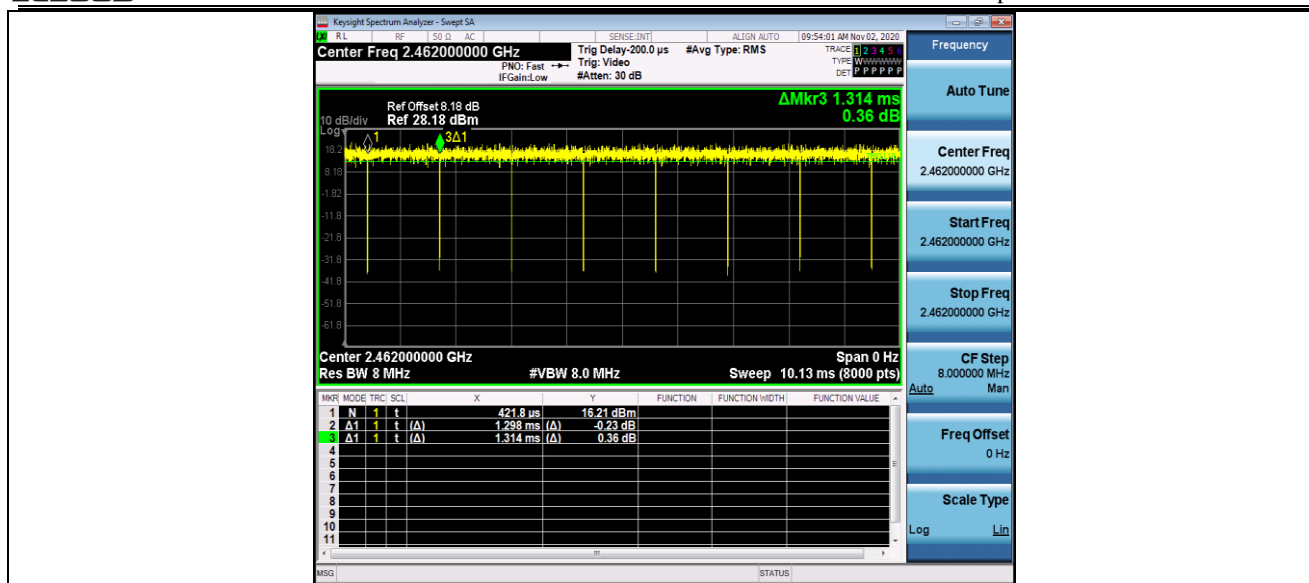 Keysight Spectrum Analyzer - Swept SA
RL RF 50 Ω AC SENSE:INT ALIGN AUTO 09:54:01 AM Nov 02, 2020
Center Freq 2.462000000 GHz
Trig Delay-200.0 µs #Avg Type: RMS
TRACE 1 2 3 4 5 6
PNO: Fast Trig: Video
TYPE WWWWWW
IFGain:Low #Atten: 30 dB
DET P P P P P P
ΔMkr3 1.314 ms
0.36 dB
Ref Offset 8.18 dB
10 dB/div Ref 28.18 dBm
Log
1 3Δ1
18.2
8.18
-1.82
-11.8
-21.8
-31.8
-41.8
-51.8
-61.8
Center 2.462000000 GHz Span 0 Hz
Res BW 8 MHz #VBW 8.0 MHz Sweep 10.13 ms (8000 pts)
MKR MODE TRC SCL X Y FUNCTION FUNCTION WIDTH FUNCTION VALUE
1 N 1 t 421.8 µs 16.21 dBm
2 Δ1 1 t (Δ) 1.298 ms (Δ) -0.23 dB
3 Δ1 1 t (Δ) 1.314 ms (Δ) 0.36 dB
4
5
6
7
8
9
10
11
MSG STATUS
Frequency
Auto Tune
Center Freq
2.462000000 GHz
Start Freq
2.462000000 GHz
Stop Freq
2.462000000 GHz
CF Step
8.000000 MHz
Auto Man
Freq Offset
0 Hz
Scale Type
Log Lin